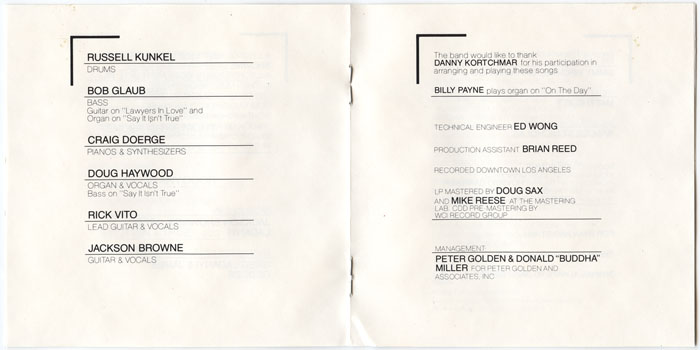 RUSSELL KUNKEL
DRUMS
BOB GLAUB
BASS
Guitar on "Lawyers In Love" and
Organ on "Say It Isn't True"
CRAIG DOERGE
PIANOS & SYNTHESIZERS
DOUG HAYWOOD
ORGAN & VOCALS
Bass on "Say It Isn't True"
RICK VITO
LEAD GUITAR & VOCALS
JACKSON BROWNE
GUITAR & VOCALS
The band would like to thank
DANNY KORTCHMAR for his participation in
arranging and playing these songs
BILLY PAYNE plays organ on "On The Day"
TECHNICAL ENGINEER ED WONG
PRODUCTION ASSISTANT BRIAN REED
RECORDED DOWNTOWN LOS ANGELES
LP MASTERED BY DOUG SAX
AND MIKE REESE AT THE MASTERING
LAB. CDD PRE-MASTERING BY
WCI RECORD GROUP
MANAGEMENT
PETER GOLDEN & DONALD "BUDDHA"
MILLER FOR PETER GOLDEN AND
ASSOCIATES, INC